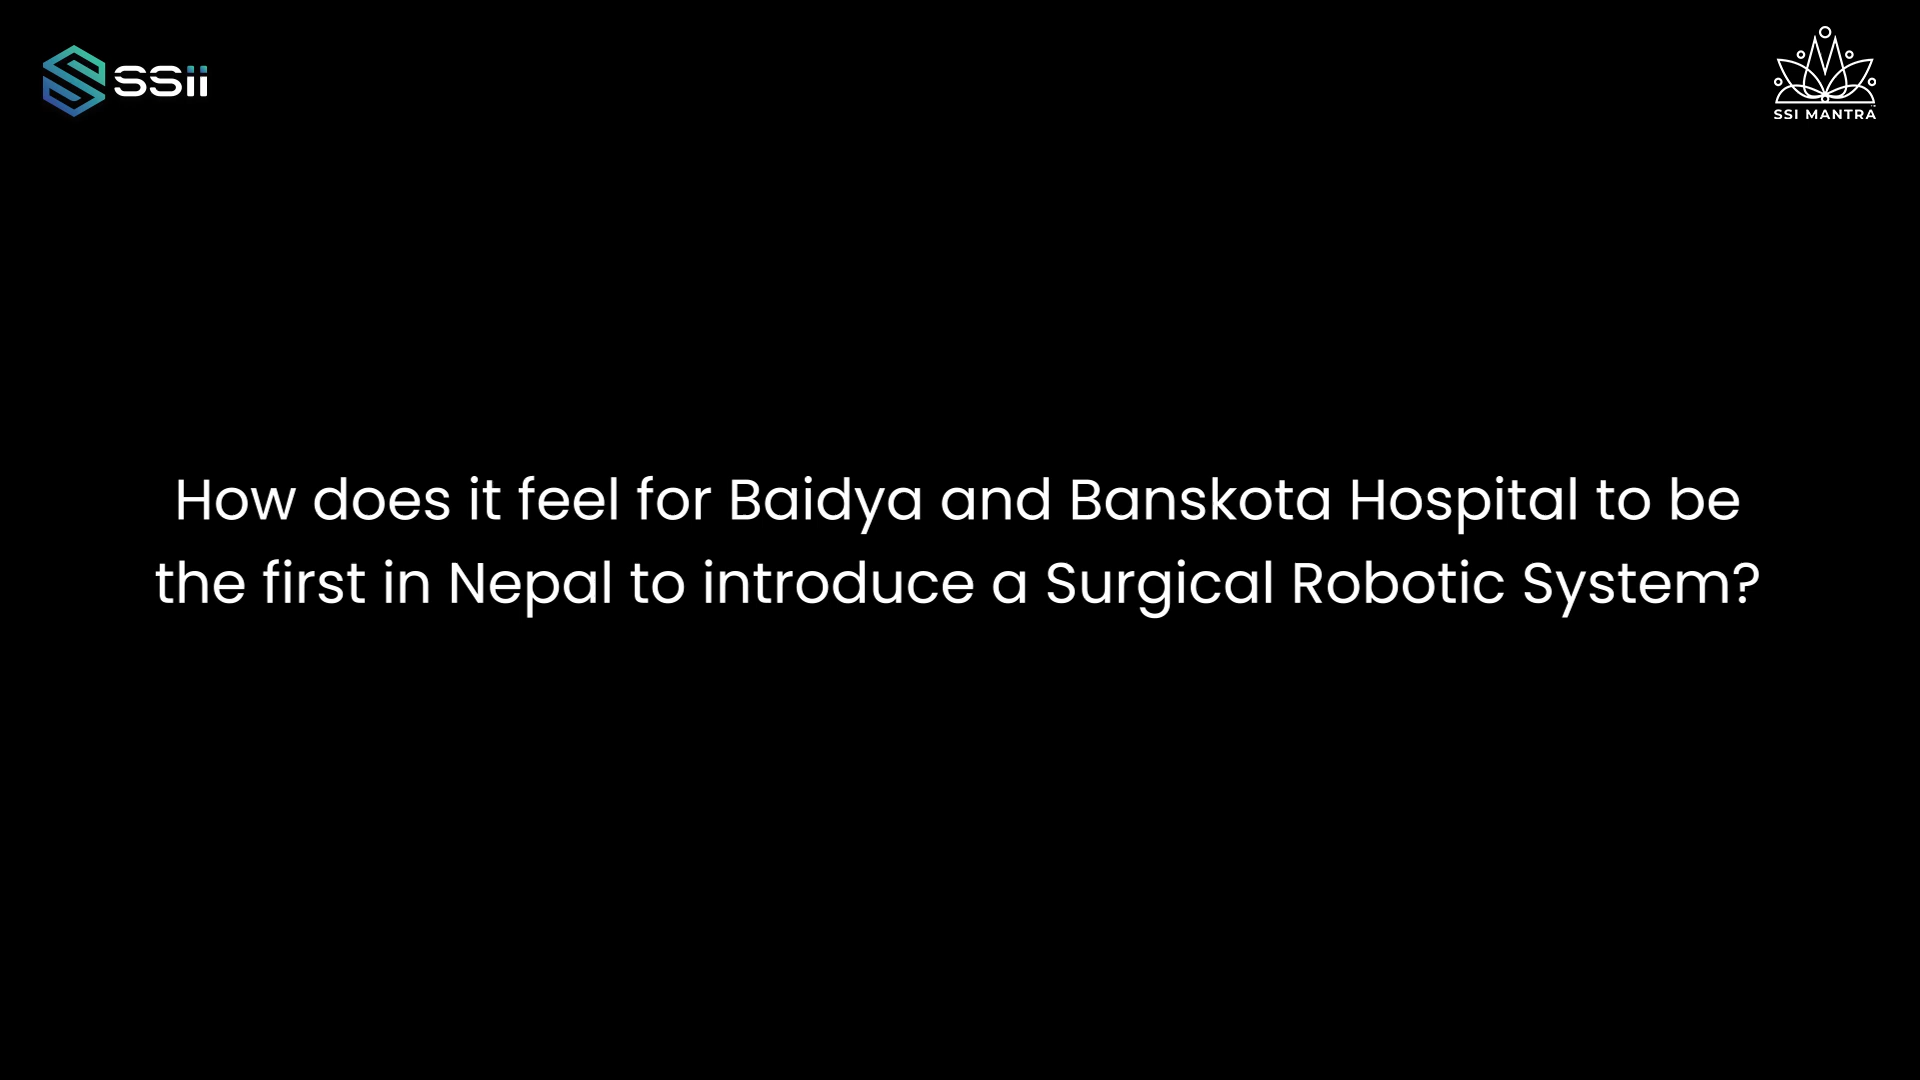 ssii
SSI MANTRA
How does it feel for Baidya and Banskota Hospital to be
the first in Nepal to introduce a Surgical Robotic System?